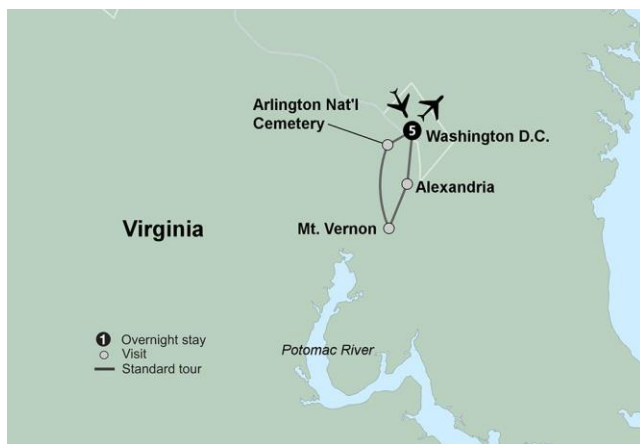 Arlington Nat'l
Cemetery
5
Washington D.C.
Alexandria
Virginia
Mt. Vernon
1 Overnight stay
Visit
Standard tour
Potomac River